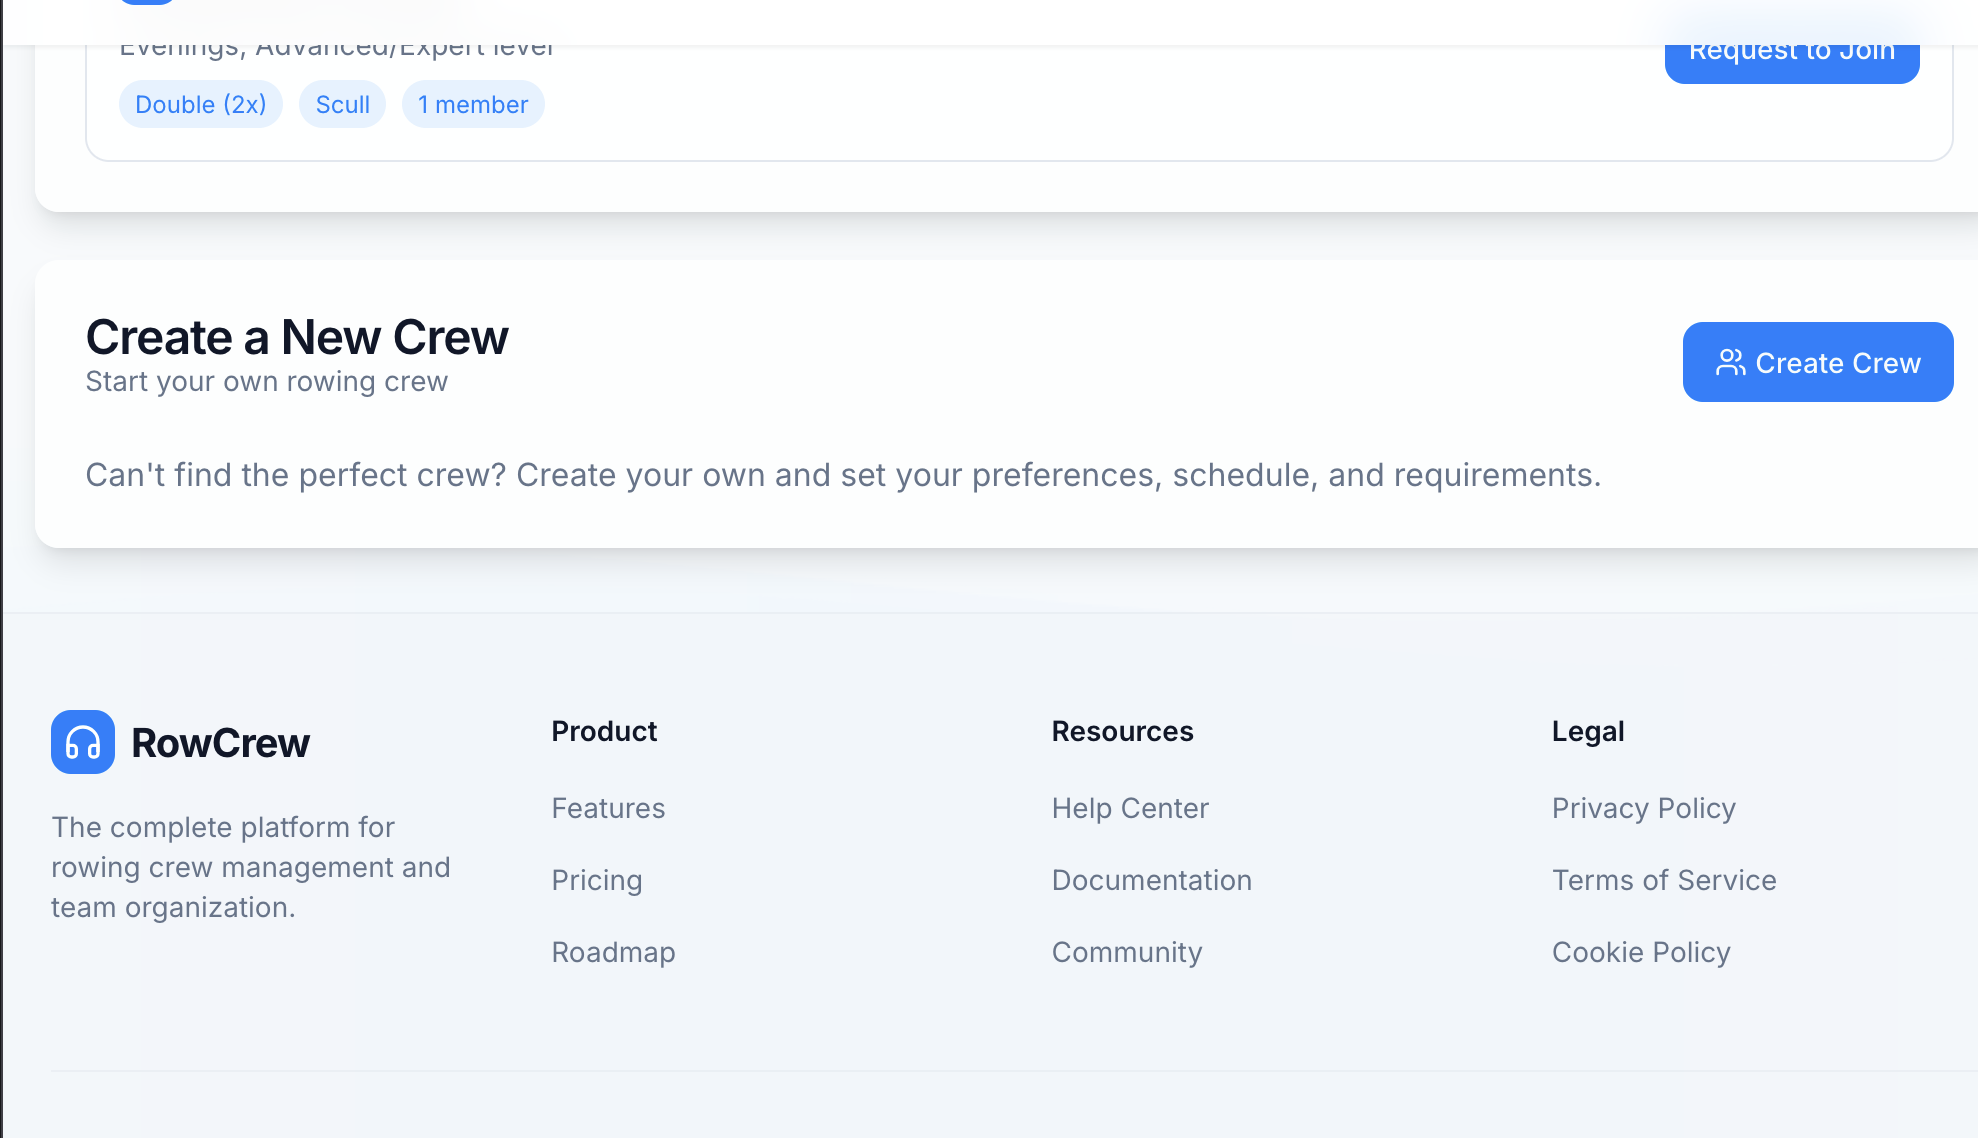 Evenings, Advanced/Expert level
Request to Join
Double (2x)
Scull
1 member
Create a New Crew
Start your own rowing crew
Create Crew
Can't find the perfect crew? Create your own and set your preferences, schedule, and requirements.
RowCrew
The complete platform for
rowing crew management and
team organization.
Product
Features
Pricing
Roadmap
Resources
Help Center
Documentation
Community
Legal
Privacy Policy
Terms of Service
Cookie Policy